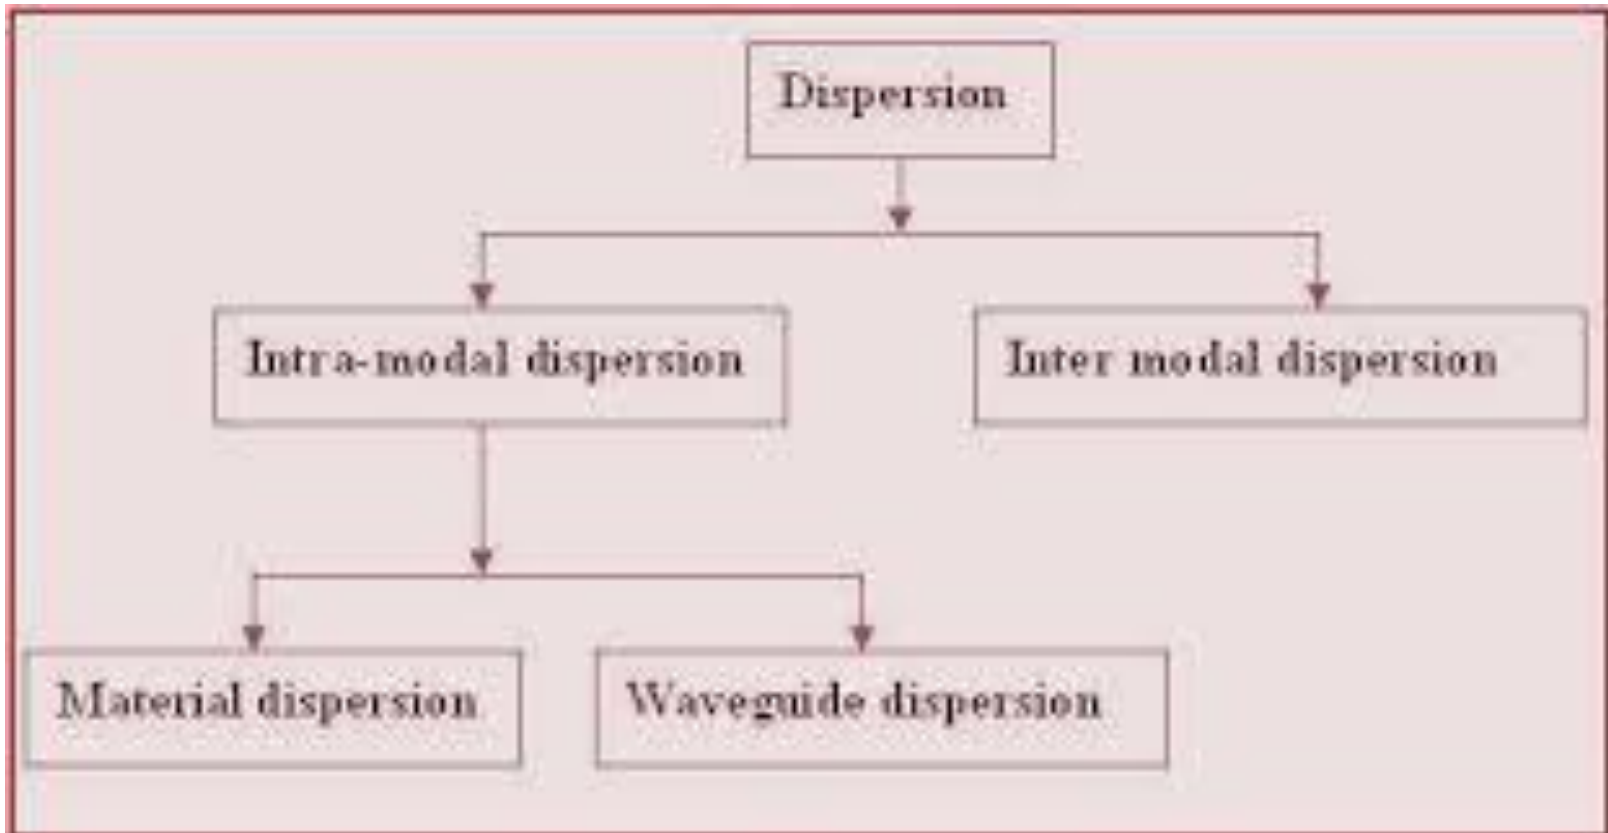 Dispersion
Intra-modal dispersion
Inter modal dispersion
Material dispersion
Waveguide dispersion